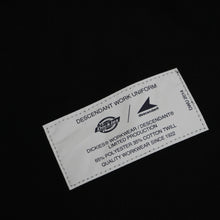 DESCENDANT WORK UNIFORM
Dickies
DICKIES WORKWEAR / DESCENDANT
LIMITED PRODUCTION
65% POLYESTER 35% COTTON TWILL
QUALITY WORKWEAR SINCE 1922